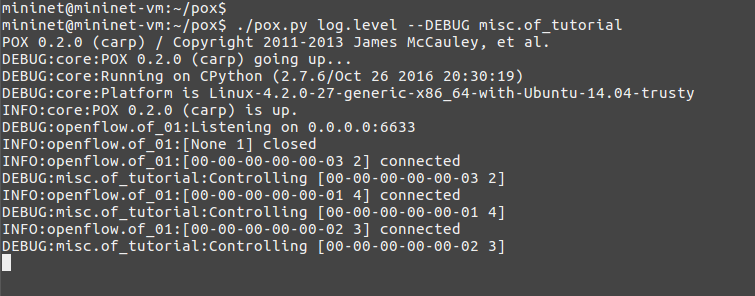 mininet@mininet-vm:~/pox$
mininet@mininet-vm:~/pox$ ./pox.py log.level --DEBUG misc.of_tutorial
POX 0.2.0 (carp) / Copyright 2011-2013 James McCauley, et al.
DEBUG:core:POX 0.2.0 (carp) going up...
DEBUG:core:Running on CPython (2.7.6/Oct 26 2016 20:30:19)
DEBUG:core:Platform is Linux-4.2.0-27-generic-x86_64-with-Ubuntu-14.04-trusty
INFO:core:POX 0.2.0 (carp) is up.
DEBUG:openflow.of_01:Listening on 0.0.0.0:6633
INFO:openflow.of_01:[None 1] closed
INFO:openflow.of_01:[00-00-00-00-00-03 2] connected
DEBUG:misc.of_tutorial:Controlling [00-00-00-00-00-03 2]
INFO:openflow.of_01:[00-00-00-00-00-01 4] connected
DEBUG:misc.of_tutorial:Controlling [00-00-00-00-00-01 4]
INFO:openflow.of_01:[00-00-00-00-00-02 3] connected
DEBUG:misc.of_tutorial:Controlling [00-00-00-00-00-02 3]